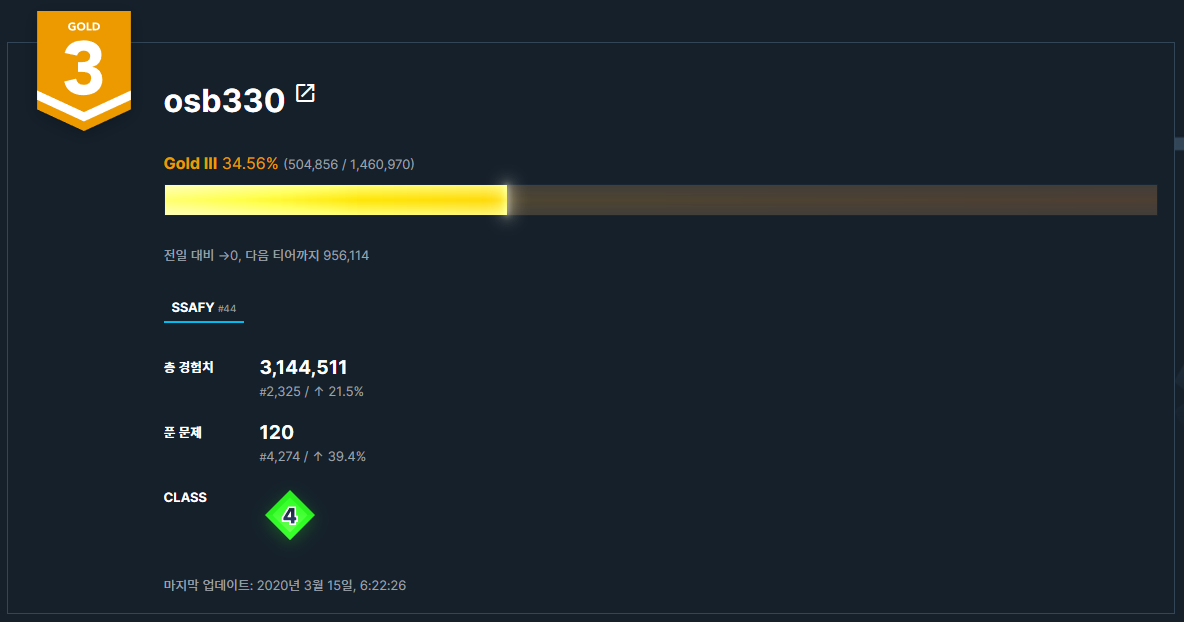 GOLD
3
osb330
Gold III 34.56% (504,856 / 1,460,970)
전일 대비 →0, 다음 티어까지 956,114
SSAFY #44
총 경험치 3,144,511
#2,325 / ↑ 21.5%
푼 문제 120
#4,274 / ↑ 39.4%
CLASS
4
마지막 업데이트: 2020년 3월 15일, 6:22:26